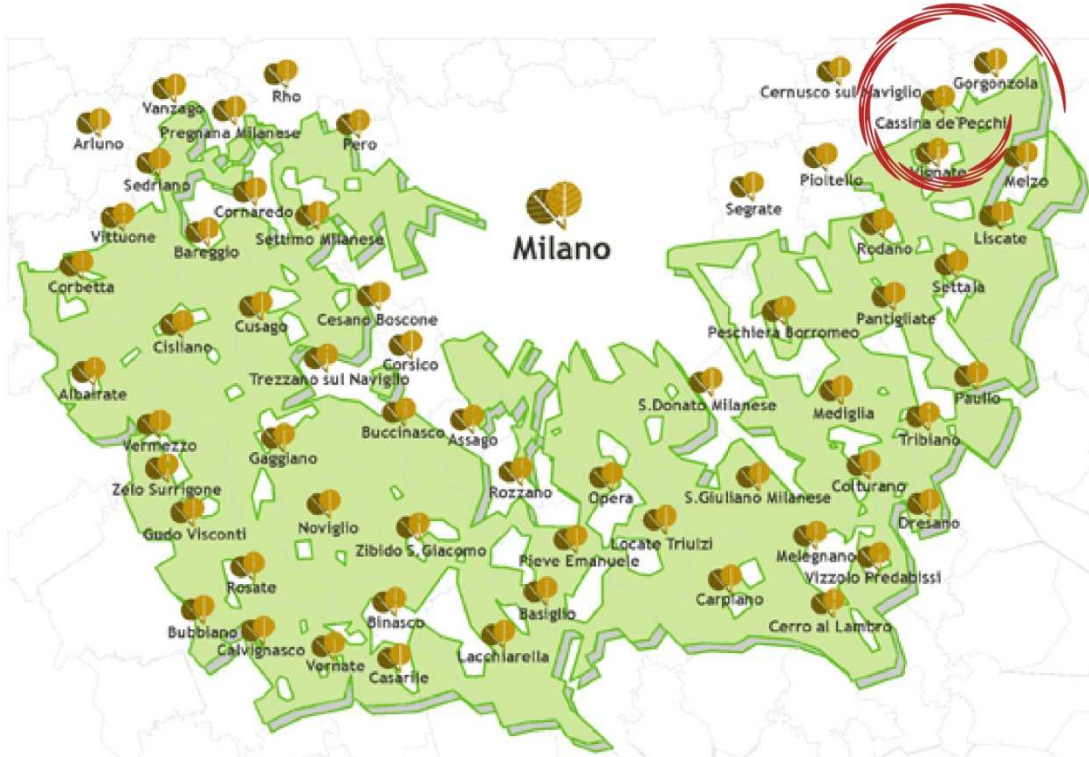 Rho
Vanzago
Pregnana Milanese
Arluno
Pero
Cernusco sul Naviglio
Gorgonzola
Cassina de'Pecchi
Sedriano
Pioltello
Vignate
Melzo
Cornaredo
Segrate
Vittuone
Bareggio
Settimo Milanese
Milano
Rodano
Liscate
Corbetta
Settala
Cusago
Cesano Boscone
Cisliano
Peschiera Borromeo
Pantigliate
Corsico
Trezzano sul Naviglio
Albairate
S.Donato Milanese
Mediglia
Paullo
Vermezzo
Buccinasco
Assago
Tribiano
Gaggiano
Zelo Surrigone
Rozzano
Opera
S.Giuliano Milanese
Colturano
Gudo Visconti
Noviglio
Dresano
Zibido S.Giacomo
Pieve Emanuele
Locate Triulzi
Melegnano
Vizzolo Predabissi
Rosate
Carpiano
Basiglio
Binasco
Cerro al Lambro
Bubbiano
Calvignasco
Lacchiarella
Vernate
Casarile